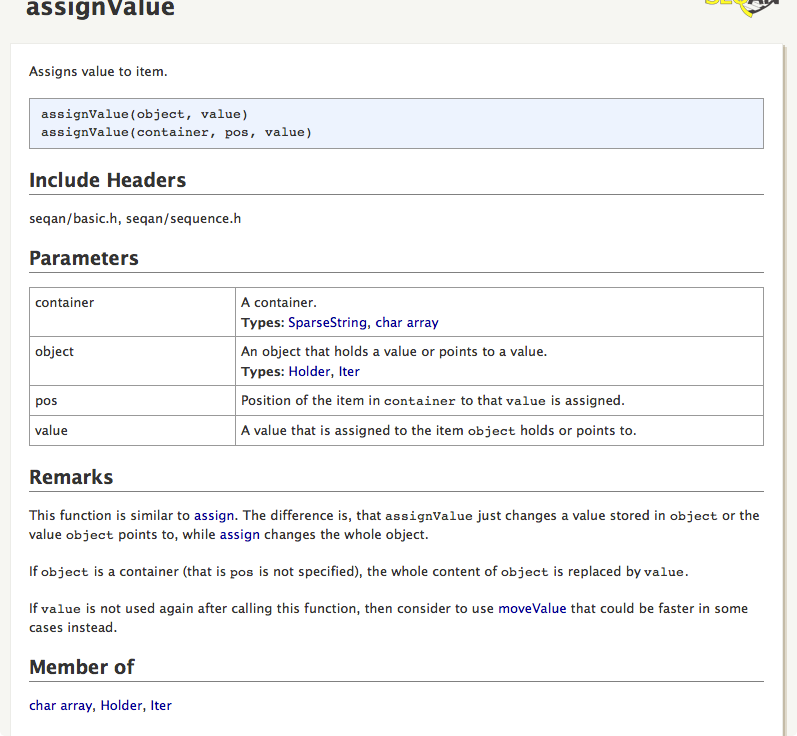 assignValue
SEQAN
Assigns value to item.
assignValue(object, value)
assignValue(container, pos, value)
Include Headers
seqan/basic.h, seqan/sequence.h
Parameters
container
A container.
Types: SparseString, char array
object
An object that holds a value or points to a value.
Types: Holder, Iter
pos
Position of the item in container to that value is assigned.
value
A value that is assigned to the item object holds or points to.
Remarks
This function is similar to assign. The difference is, that assignValue just changes a value stored in object or the
value object points to, while assign changes the whole object.
If object is a container (that is pos is not specified), the whole content of object is replaced by value.
If value is not used again after calling this function, then consider to use moveValue that could be faster in some
cases instead.
Member of
char array, Holder, Iter